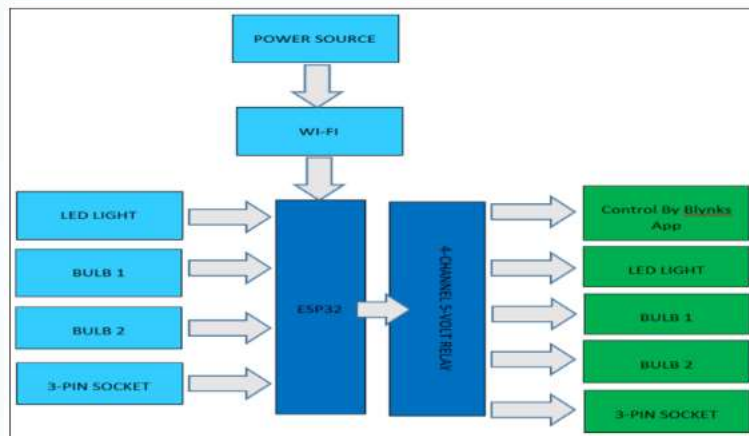 POWER SOURCE
WI-FI
LED LIGHT
BULB 1
BULB 2
3-PIN SOCKET
ESP32
4-CHANNEL 5-VOLT RELAY
Control By Blynks
App
LED LIGHT
BULB 1
BULB 2
3-PIN SOCKET